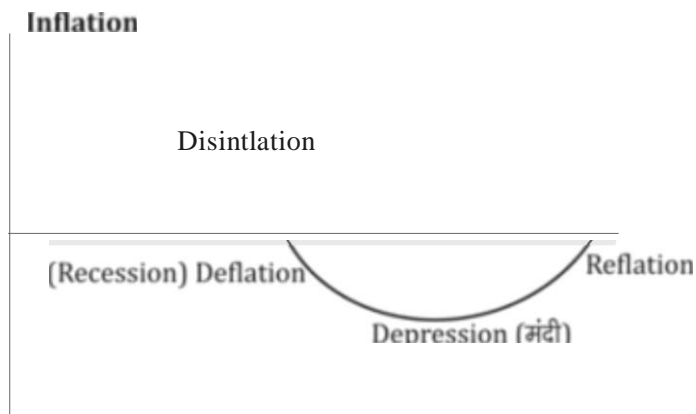 Inflation
Disintlation
(Recession) Deflation
Reflation
Depression (मंदी)